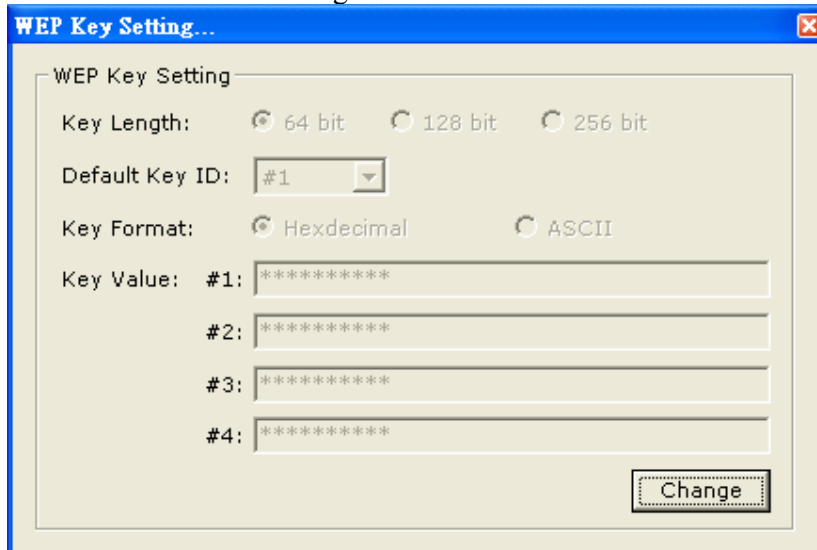 WEP Key Setting...
WEP Key Setting
Key Length: 64 bit 128 bit 256 bit
Default Key ID: #1
Key Format: Hexdecimal ASCII
Key Value: #1: **********
#2: **********
#3: **********
#4: **********
Change